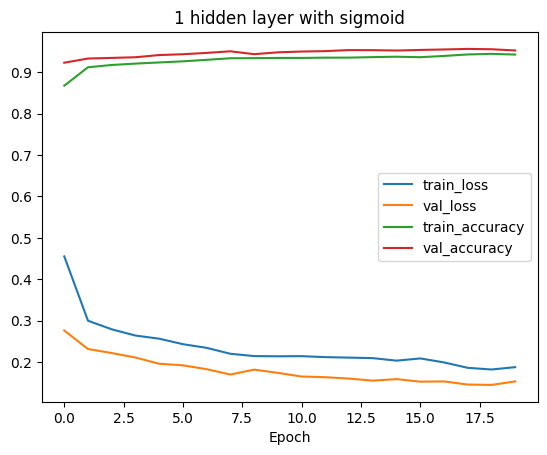 1 hidden layer with sigmoid
0.9
0.8
0.7
0.6
0.5
0.4
0.3
0.2
train_loss
val_loss
train_accuracy
val_accuracy
0.0 2.5 5.0 7.5 10.0 12.5 15.0 17.5
Epoch